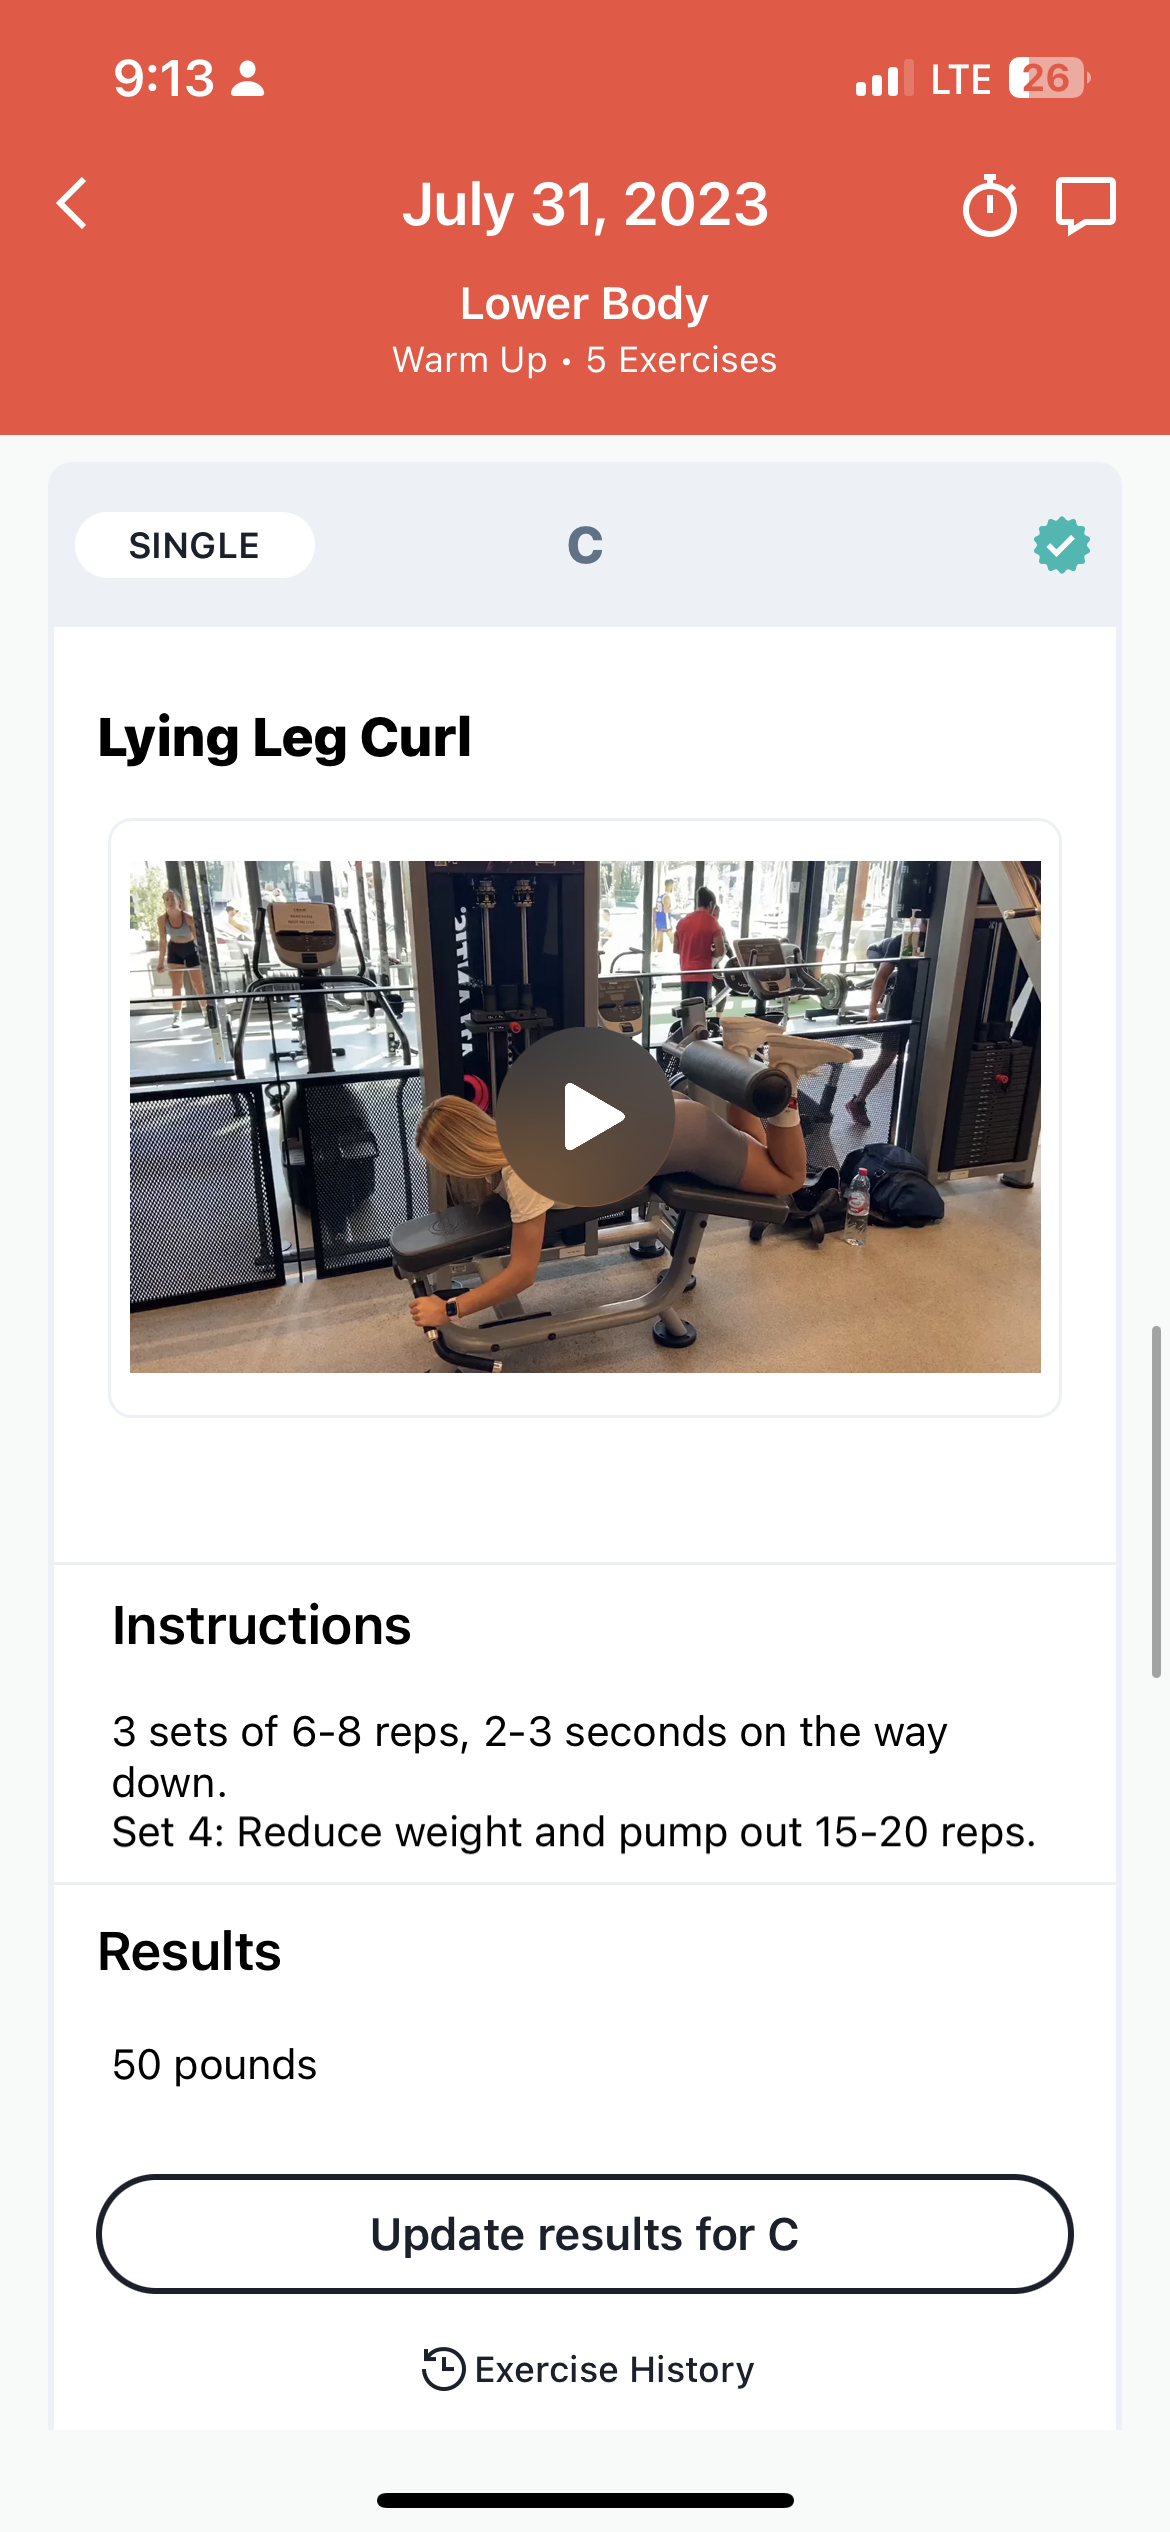 9:13
LTE 26
July 31, 2023
Lower Body
Warm Up • 5 Exercises
SINGLE
C
Lying Leg Curl
Instructions
3 sets of 6-8 reps, 2-3 seconds on the way
down.
Set 4: Reduce weight and pump out 15-20 reps.
Results
50 pounds
Update results for C
Exercise History